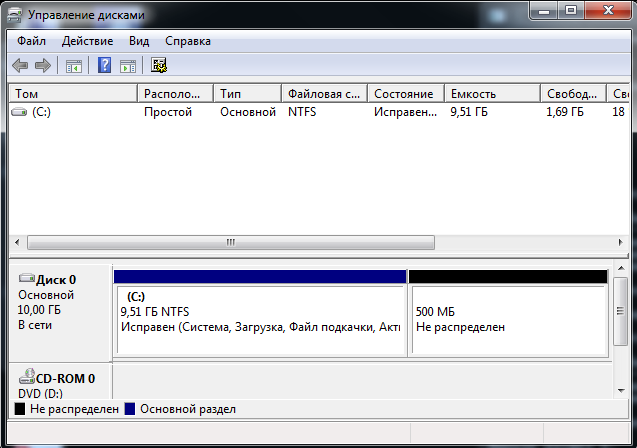 Управление дисками
Файл Действие Вид Справка
Том Располо... Тип Файловая с... Состояние Емкость Свобод... Св
(C:) Простой Основной NTFS Исправен... 9,51 ГБ 1,69 ГБ 18
Диск 0
Основной
10,00 ГБ
В сети
(C:)
9,51 ГБ NTFS
Исправен (Система, Загрузка, Файл подкачки, Акти
500 МБ
Не распределен
CD-ROM 0
DVD (D:)
Не распределен Основной раздел